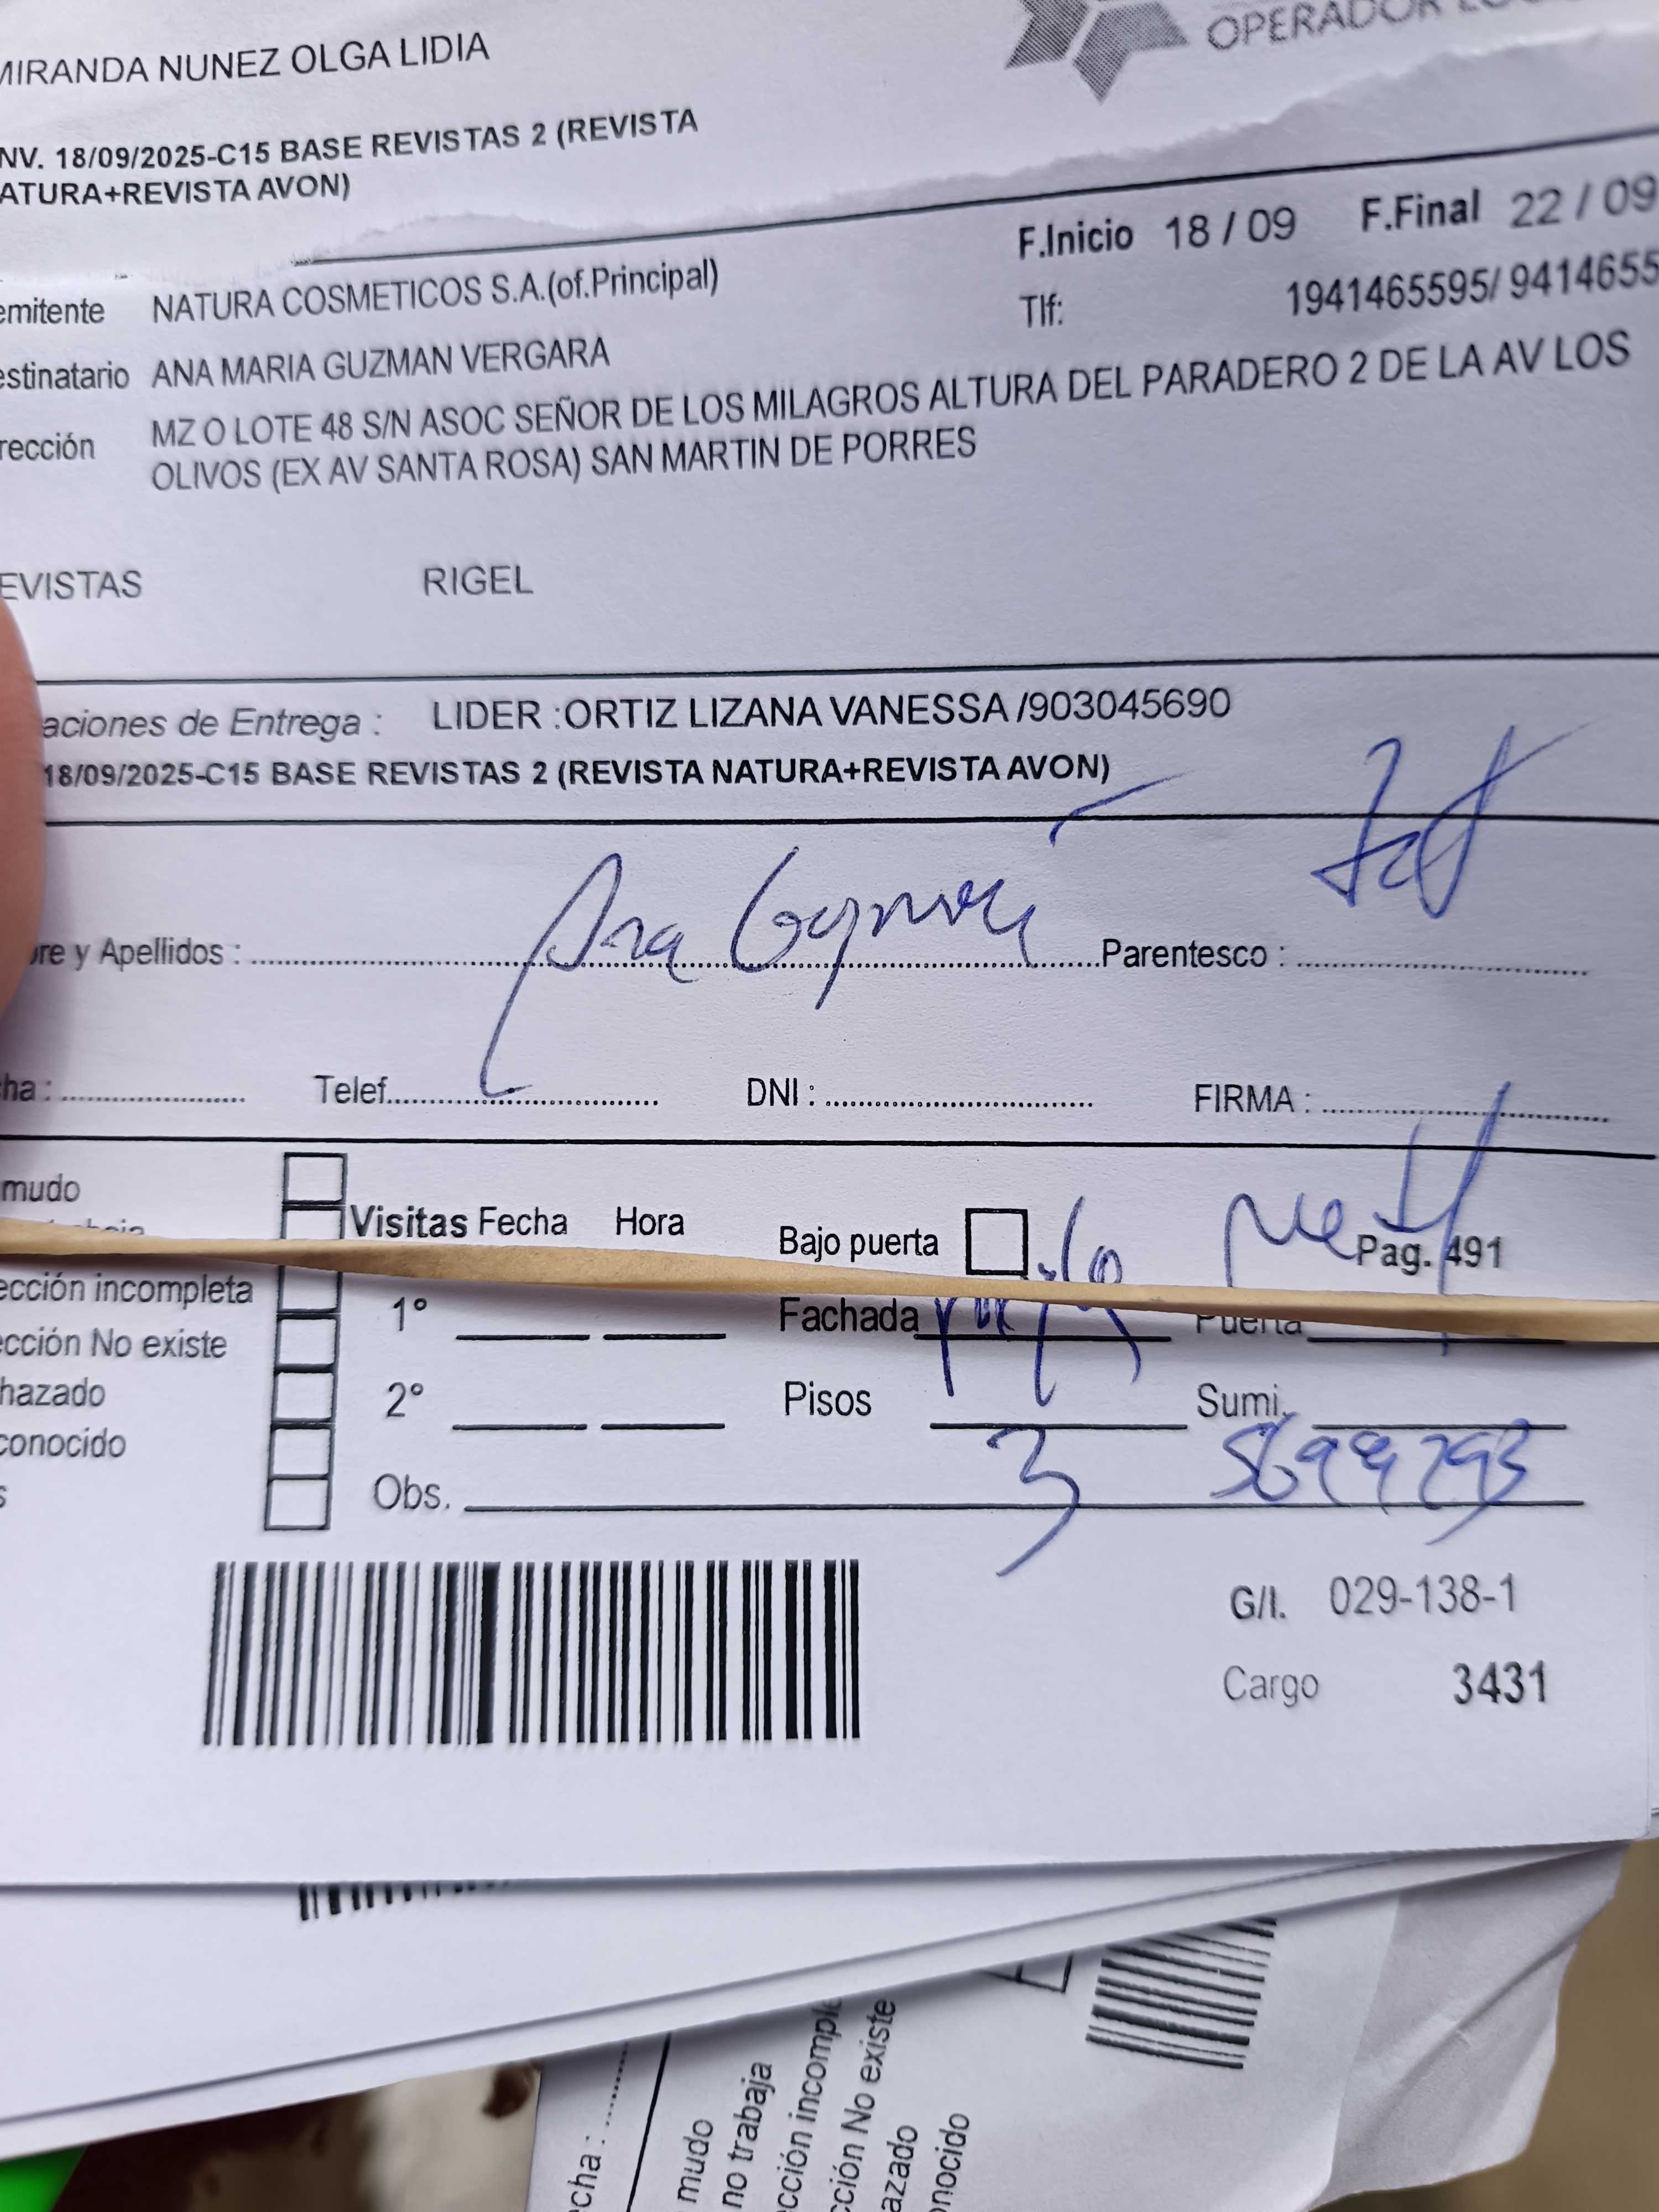 MIRANDA NUNEZ OLGA LIDIA
OPERADOR
NV. 18/09/2025-C15 BASE REVISTAS 2 (REVISTA
ATURA+REVISTA AVON)
F.Inicio 18 / 09 F.Final 22 / 09
emitente NATURA COSMETICOS S.A.(of.Principal)
Tlf: 1941465595/ 9414655
estinatario ANA MARIA GUZMAN VERGARA
rección MZ O LOTE 48 S/N ASOC SEÑOR DE LOS MILAGROS ALTURA DEL PARADERO 2 DE LA AV LOS
OLIVOS (EX AV SANTA ROSA) SAN MARTIN DE PORRES
EVISTAS RIGEL
aciones de Entrega : LIDER :ORTIZ LIZANA VANESSA /903045690
18/09/2025-C15 BASE REVISTAS 2 (REVISTA NATURA+REVISTA AVON)
Tit
re y Apellidos : Ana Guzmán Parentesco :
ha : Telef. DNI : FIRMA :
mudo
Visitas Fecha Hora Bajo puerta Pag. 491
ección incompleta
1° Fachada Puerta
cción No existe
hazado 2° Pisos 3 Sumi.
conocido
s Obs.
G/I. 029-138-1
Cargo 3431
echa :
mudo
no trabaja
cción incomple
cción No existe
azado
nocido